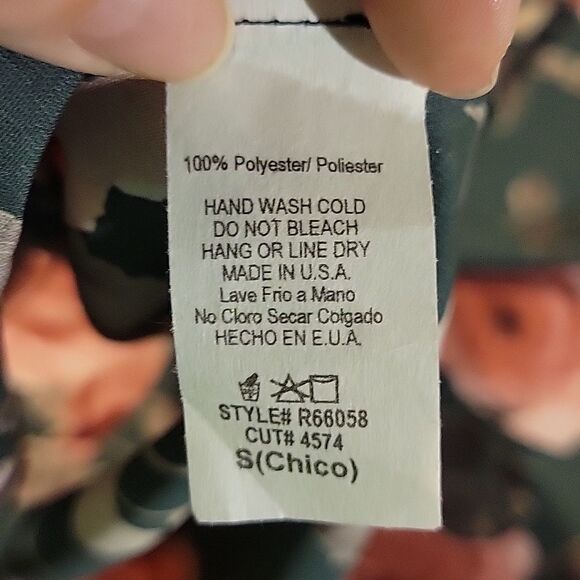 100% Polyester/ Poliester
HAND WASH COLD
DO NOT BLEACH
HANG OR LINE DRY
MADE IN U.S.A.
Lave Frio a Mano
No Cloro Secar Colgado
HECHO EN E.U.A.
STYLE# R66058
CUT# 4574
S(Chico)